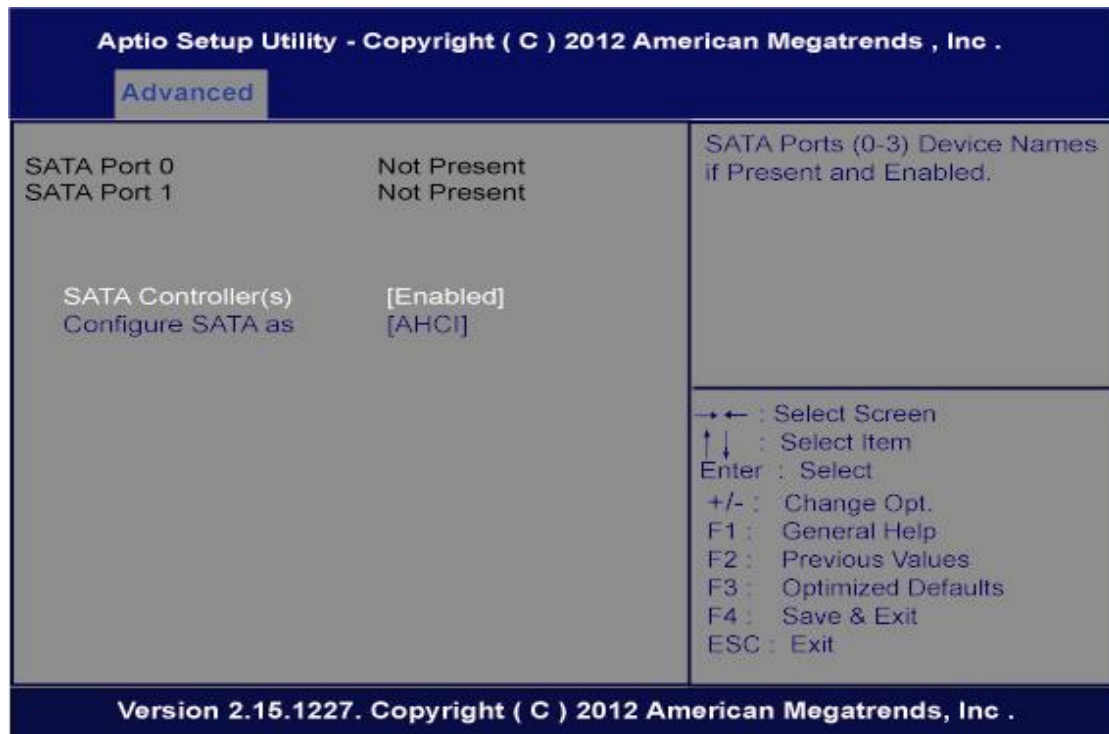 Aptio Setup Utility - Copyright ( C ) 2012 American Megatrends , Inc .
Advanced
SATA Port 0 Not Present
SATA Port 1 Not Present
SATA Controller(s) [Enabled]
Configure SATA as [AHCI]
SATA Ports (0-3) Device Names
if Present and Enabled.
→ ← : Select Screen
↑ ↓ : Select Item
Enter : Select
+/- : Change Opt.
F1 : General Help
F2 : Previous Values
F3 : Optimized Defaults
F4 : Save & Exit
ESC : Exit
Version 2.15.1227. Copyright ( C ) 2012 American Megatrends, Inc .